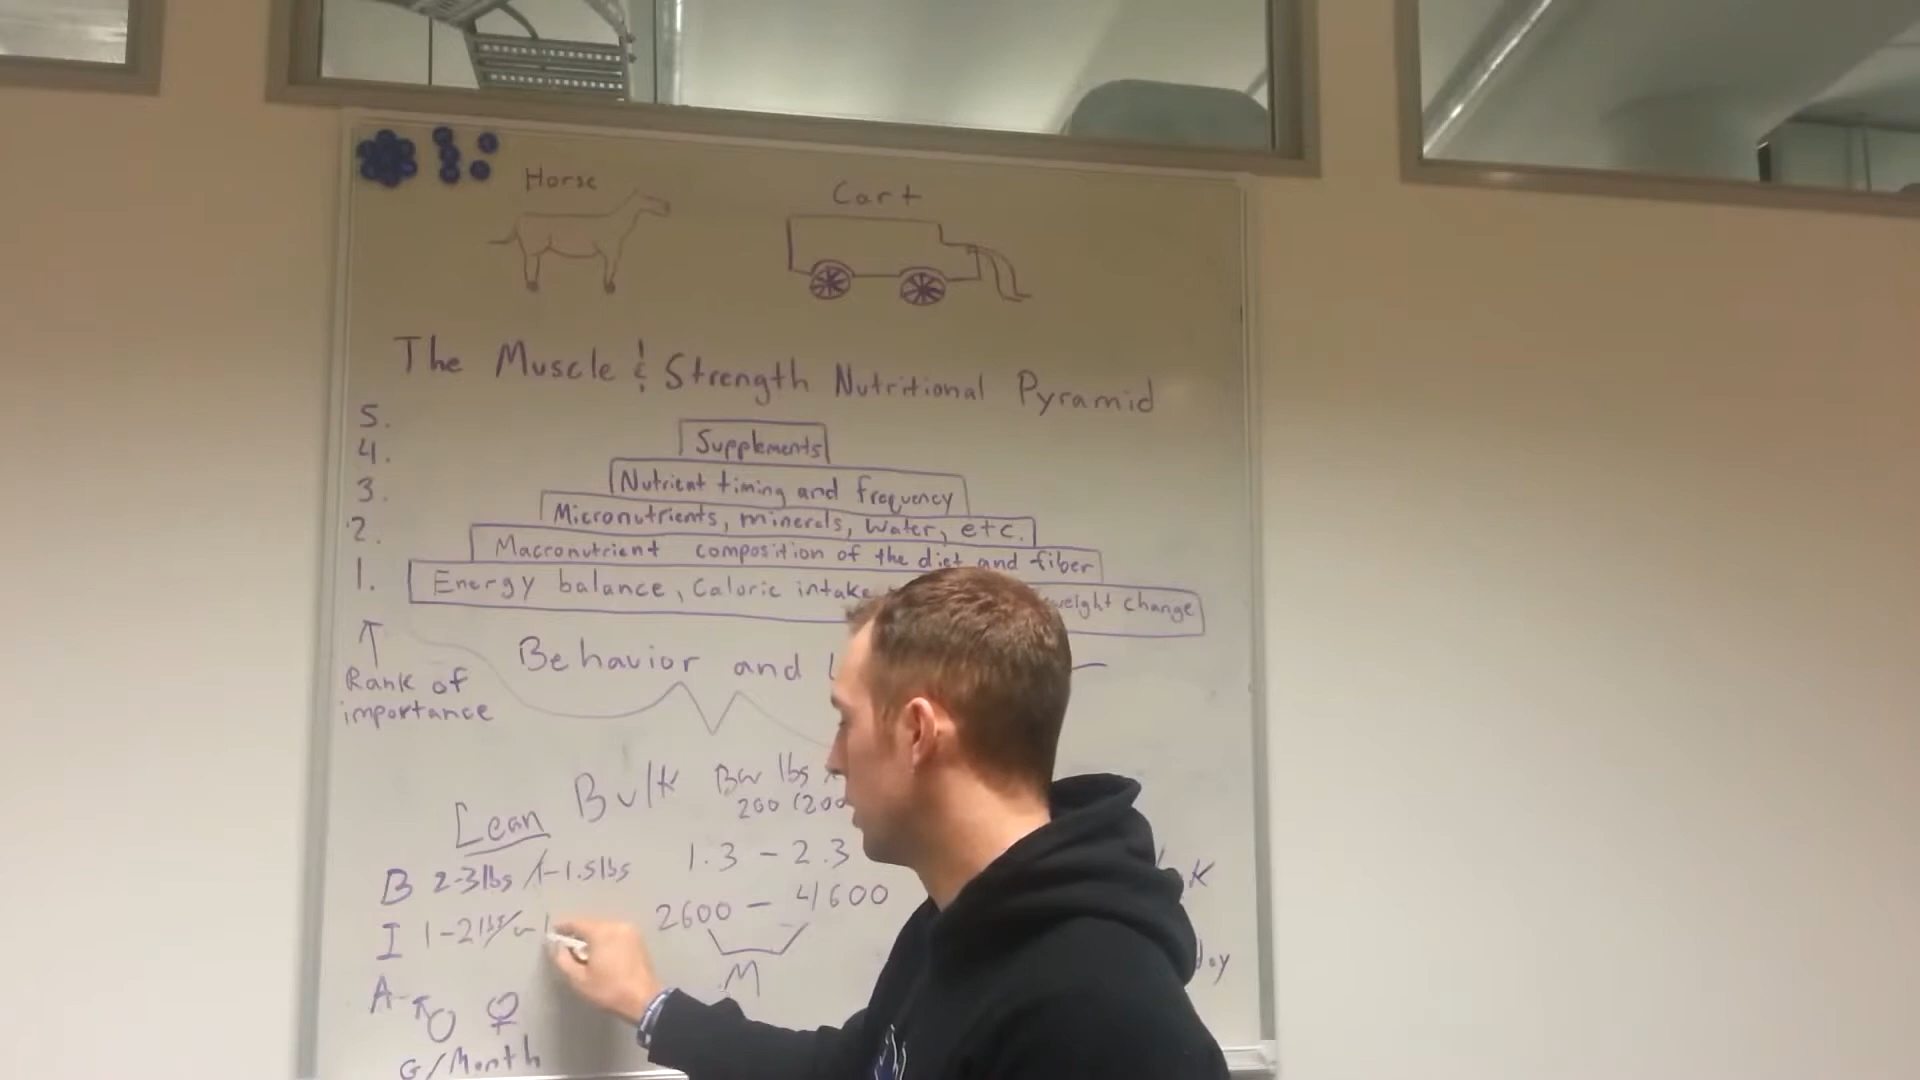 Horse
Cart
The Muscle & Strength Nutritional Pyramid
5.
Supplements
4.
Nutrient timing and frequency
3.
Micronutrients, minerals, water, etc.
2.
Macronutrient composition of the diet and fiber
1.
Energy balance, Caloric intake weight change
Behavior and
Rank of
importance
Lean Bulk BW lbs
200 (200
B 2-3lbs /1-1.5lbs 1.3 - 2.3
I 1-2lbs 2600 - 4600
M
A-
♂ ♀
G/Month